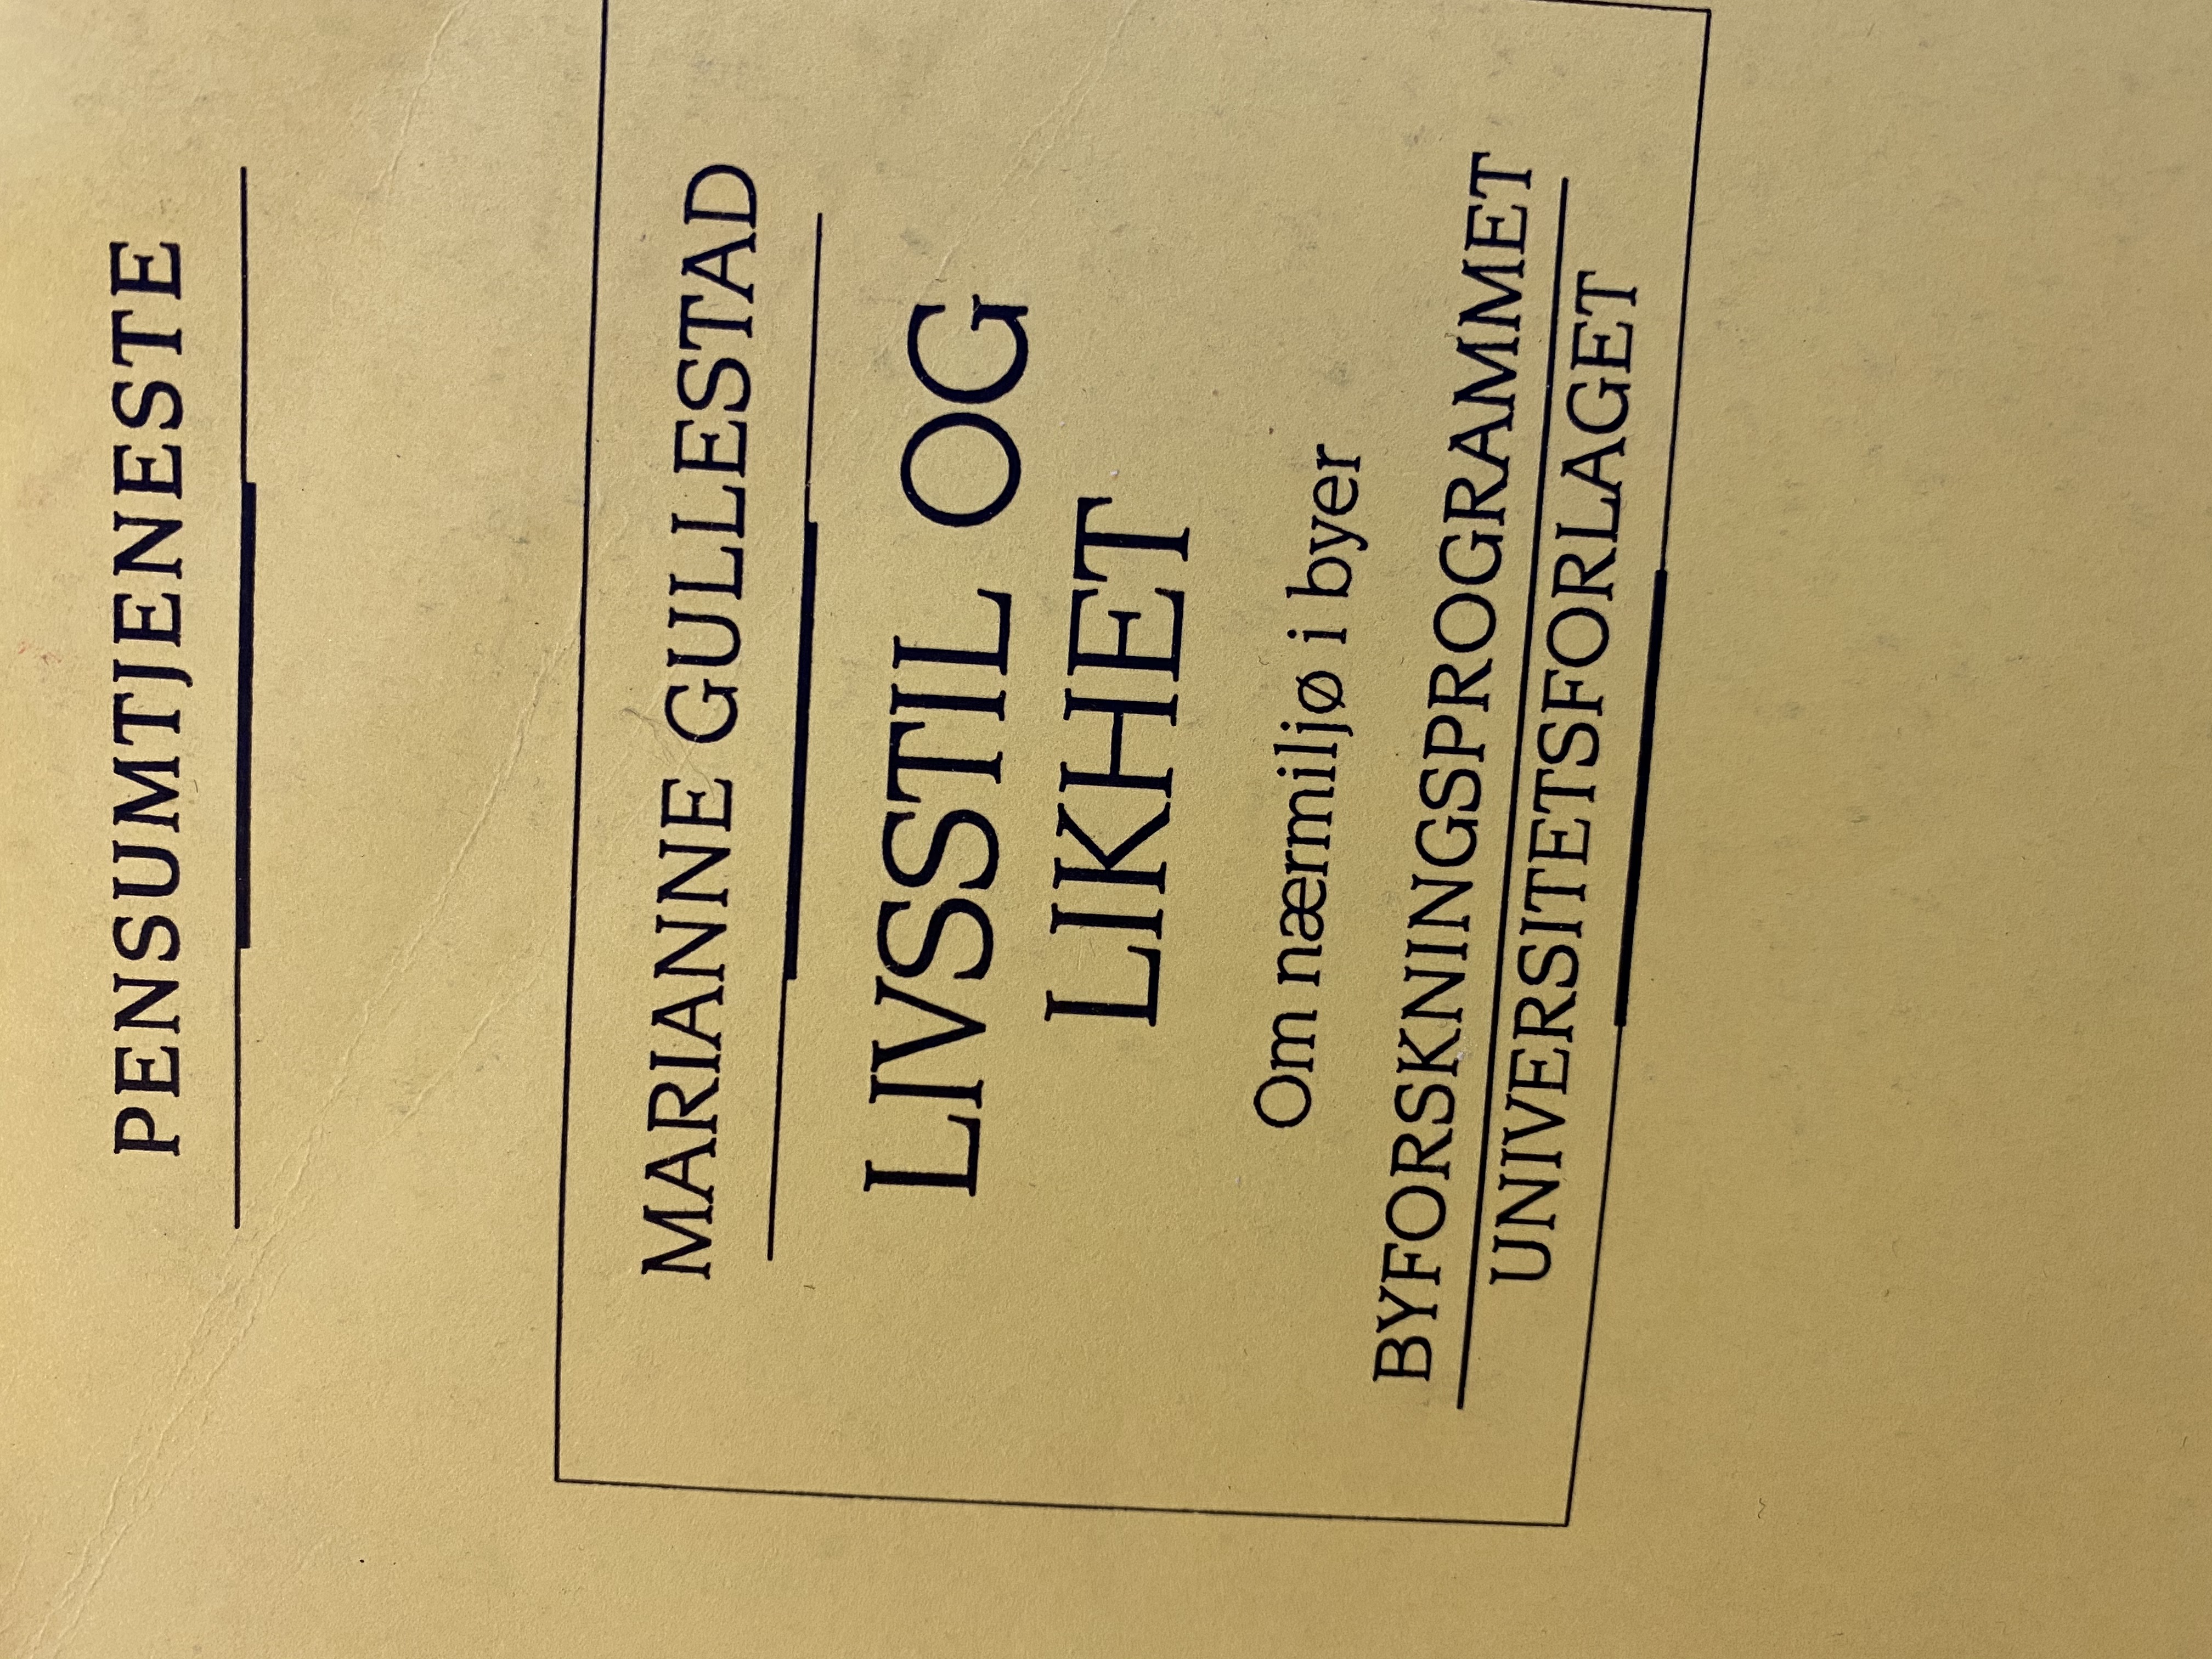 PENSUMTJENESTE
MARIANNE GULLESTAD
LIVSSTIL OG
LIKHET
Om nærmiljø i byer
BYFORSKNINGSPROGRAMMET
UNIVERSITETSFORLAGET